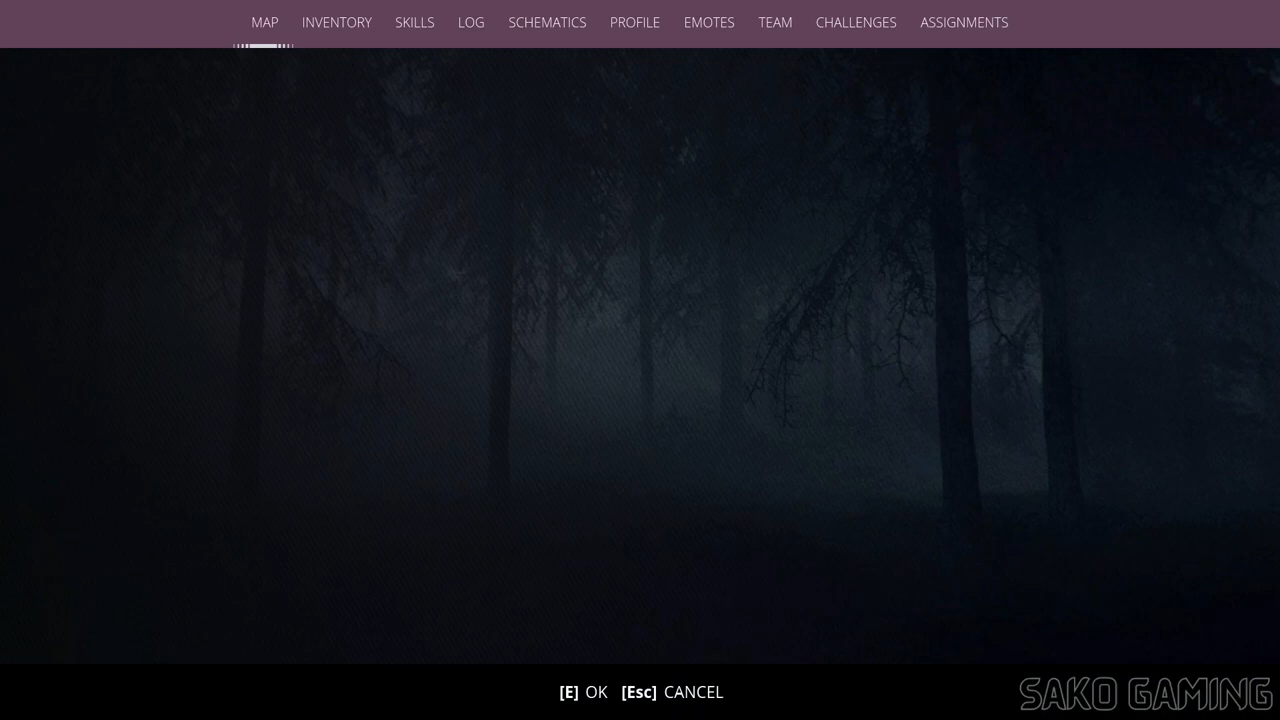 MAP INVENTORY SKILLS LOG SCHEMATICS PROFILE EMOTES TEAM CHALLENGES ASSIGNMENTS
[E] OK [Esc] CANCEL
SAKO GAMING